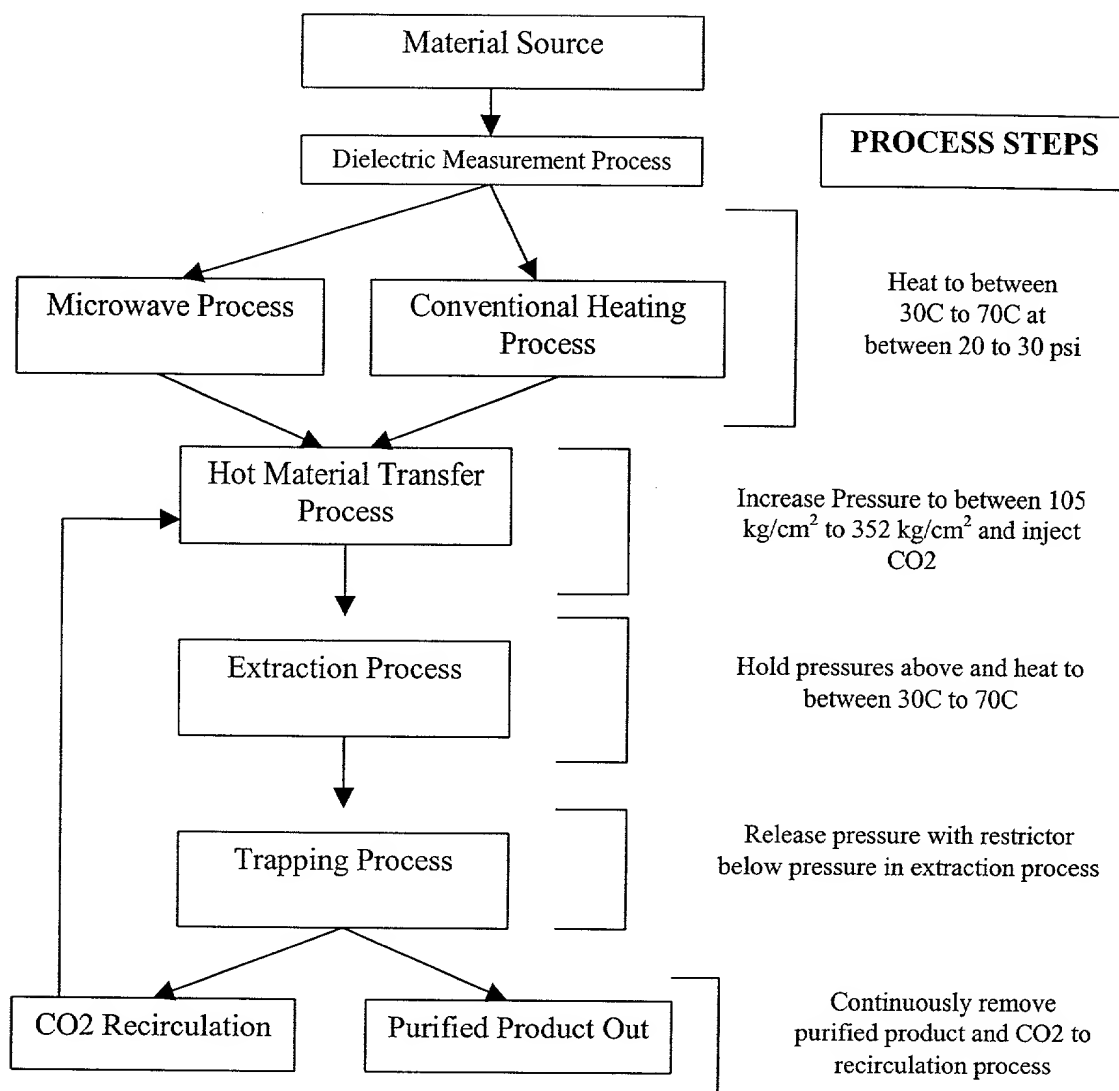 Material Source
Dielectric Measurement Process
PROCESS STEPS
Microwave Process
Conventional Heating
Process
Heat to between
30C to 70C at
between 20 to 30 psi
Hot Material Transfer
Process
Increase Pressure to between 105
kg/cm² to 352 kg/cm² and inject
CO2
Extraction Process
Hold pressures above and heat to
between 30C to 70C
Trapping Process
Release pressure with restrictor
below pressure in extraction process
CO2 Recirculation
Purified Product Out
Continuously remove
purified product and CO2 to
recirculation process